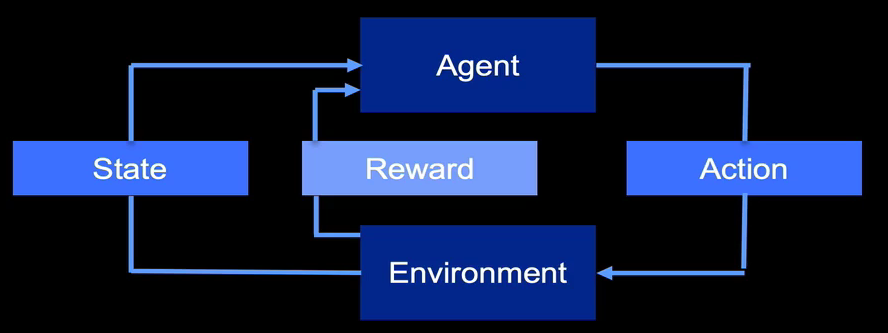 Agent
State
Reward
Action
Environment